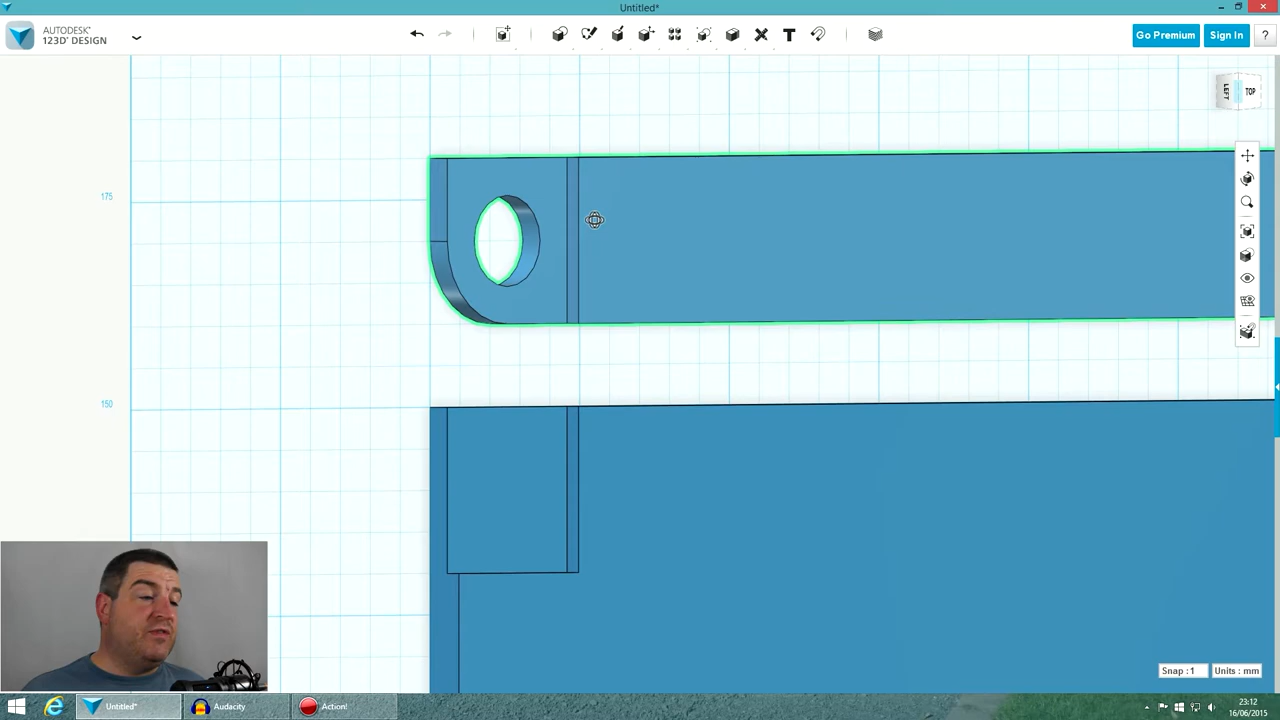 Untitled*
AUTODESK®
123D® DESIGN
Go Premium
Sign In
?
LEFT
TOP
175
150
Snap : 1
Units : mm
Untitled*
Audacity
Action!
23:12
16/06/2015